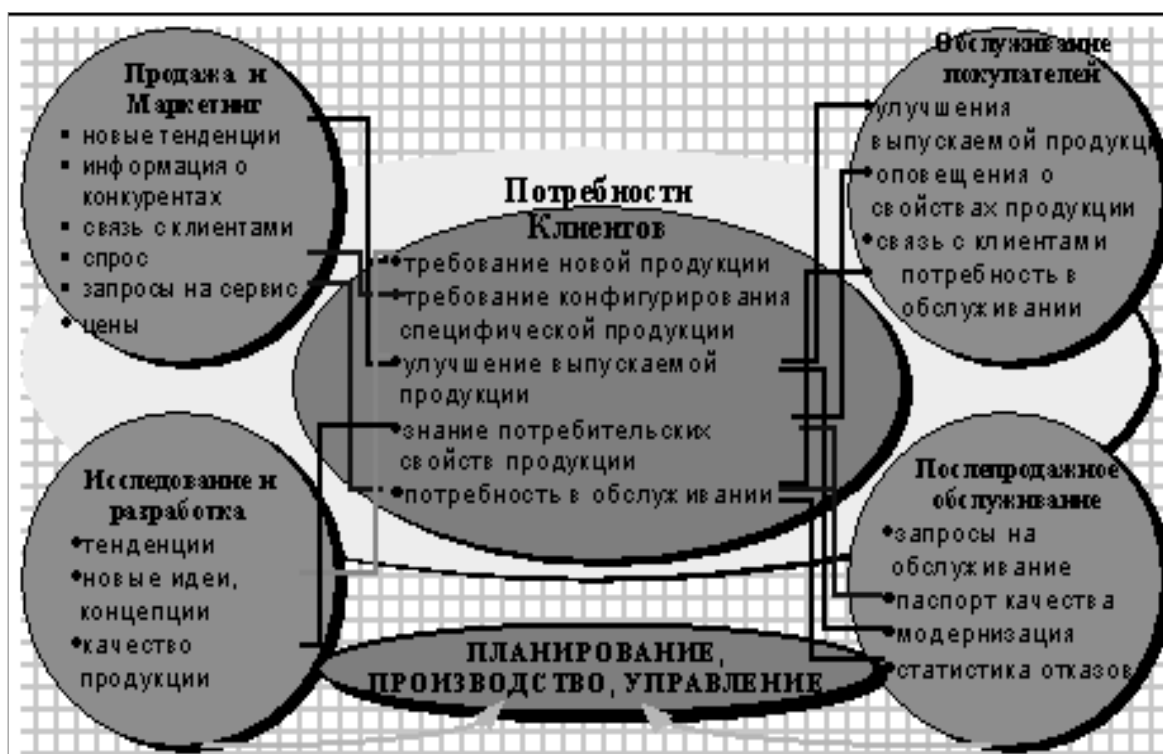 Продажа и
Маркетинг
▪ новые тенденции
▪ информация о
конкурентах
▪ связь с клиентами
▪ спрос
▪ запросы на сервис
• цены
Обслуживание
покупателей
•улучшения
выпускаемой продукци
•оповещения о
свойствах продукции
•связь с клиентами
• потребность в
обслуживании
Потребности
Клиентов
•требование новой продукции
•требование конфигурирования
специфической продукции
•улучшение выпускаемой
продукции
•знание потребительских
свойств продукции
•потребность в обслуживании
Исследование и
разработка
•тенденции
•новые идеи,
концепции
•качество
продукции
Послепродажное
обслуживание
•запросы на
обслуживание
•паспорт качества
•модернизация
•статистика отказов
ПЛАНИРОВАНИЕ,
ПРОИЗВОДСТВО, УПРАВЛЕНИЕ